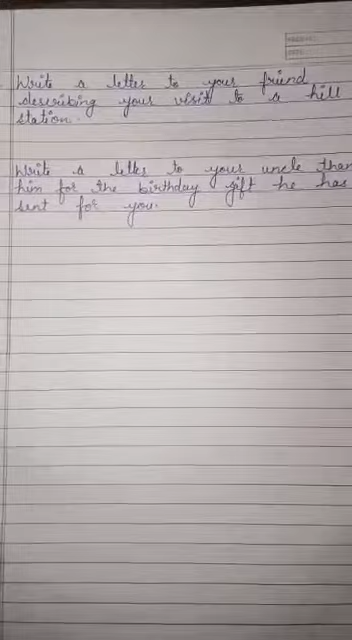 Write a letter to your friend
describing your visit to a hill
station.
Write a letter to your uncle than
him for the birthday gift he has
sent for you.